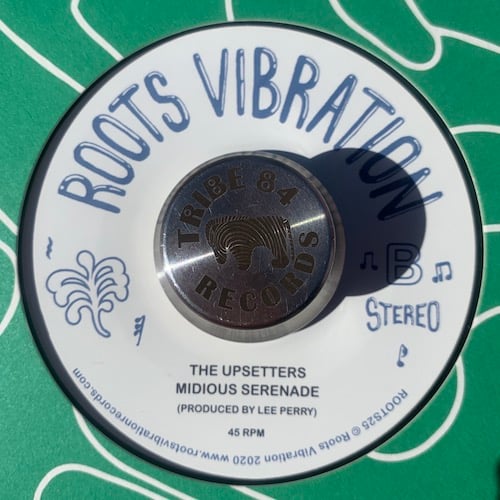 ROOTS VIBRATION
TRIBE 84
RECORDS
B
STEREO
THE UPSETTERS
MIDIOUS SERENADE
(PRODUCED BY LEE PERRY)
45 RPM
ROOTS25 © Roots Vibration 2020 www.rootsvibrationrecords.com